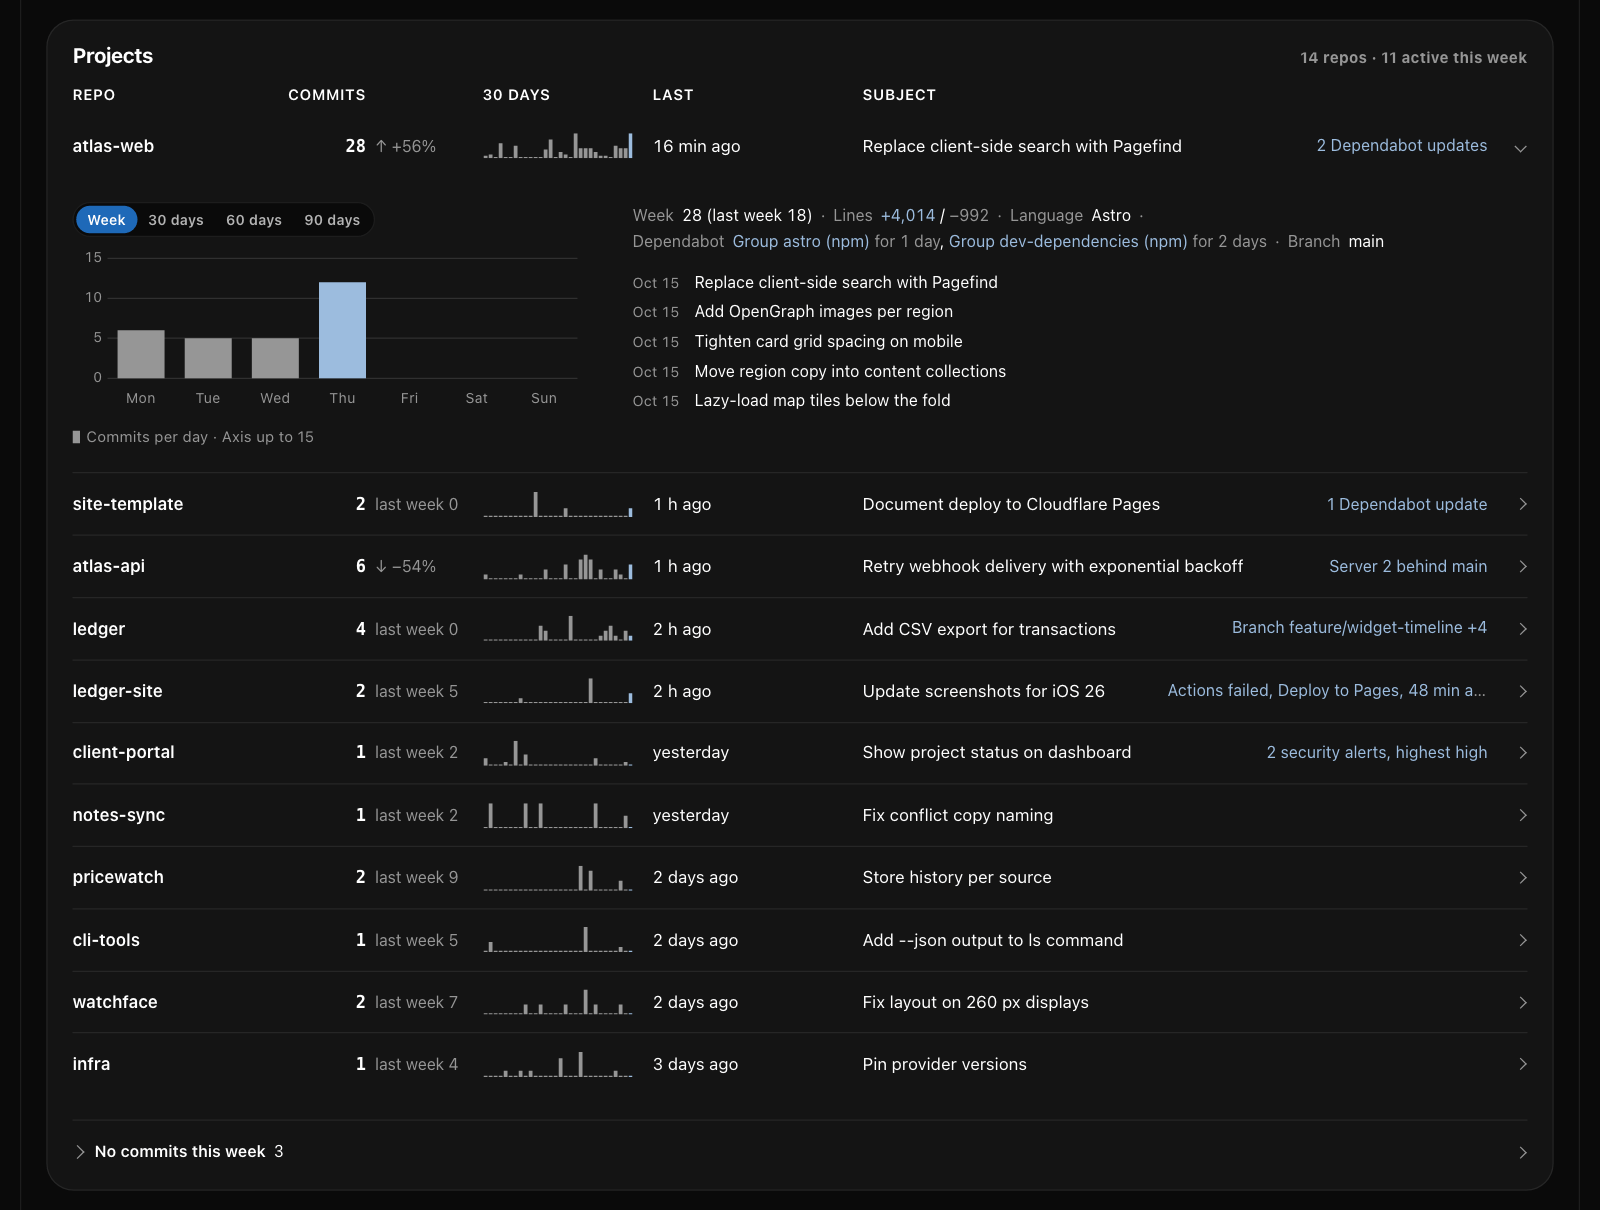 Projects
14 repos · 11 active this week
REPO COMMITS 30 DAYS LAST SUBJECT
atlas-web 28 ↑ +56% 16 min ago Replace client-side search with Pagefind 2 Dependabot updates
Week 30 days 60 days 90 days
15
10
5
0
Mon Tue Wed Thu Fri Sat Sun
Commits per day · Axis up to 15
Week 28 (last week 18) · Lines +4,014 / −992 · Language Astro ·
Dependabot Group astro (npm) for 1 day, Group dev-dependencies (npm) for 2 days · Branch main
Oct 15 Replace client-side search with Pagefind
Oct 15 Add OpenGraph images per region
Oct 15 Tighten card grid spacing on mobile
Oct 15 Move region copy into content collections
Oct 15 Lazy-load map tiles below the fold
site-template 2 last week 0 1 h ago Document deploy to Cloudflare Pages 1 Dependabot update
atlas-api 6 ↓ −54% 1 h ago Retry webhook delivery with exponential backoff Server 2 behind main
ledger 4 last week 0 2 h ago Add CSV export for transactions Branch feature/widget-timeline +4
ledger-site 2 last week 5 2 h ago Update screenshots for iOS 26 Actions failed, Deploy to Pages, 48 min a...
client-portal 1 last week 2 yesterday Show project status on dashboard 2 security alerts, highest high
notes-sync 1 last week 2 yesterday Fix conflict copy naming
pricewatch 2 last week 9 2 days ago Store history per source
cli-tools 1 last week 5 2 days ago Add --json output to ls command
watchface 2 last week 7 2 days ago Fix layout on 260 px displays
infra 1 last week 4 3 days ago Pin provider versions
No commits this week 3